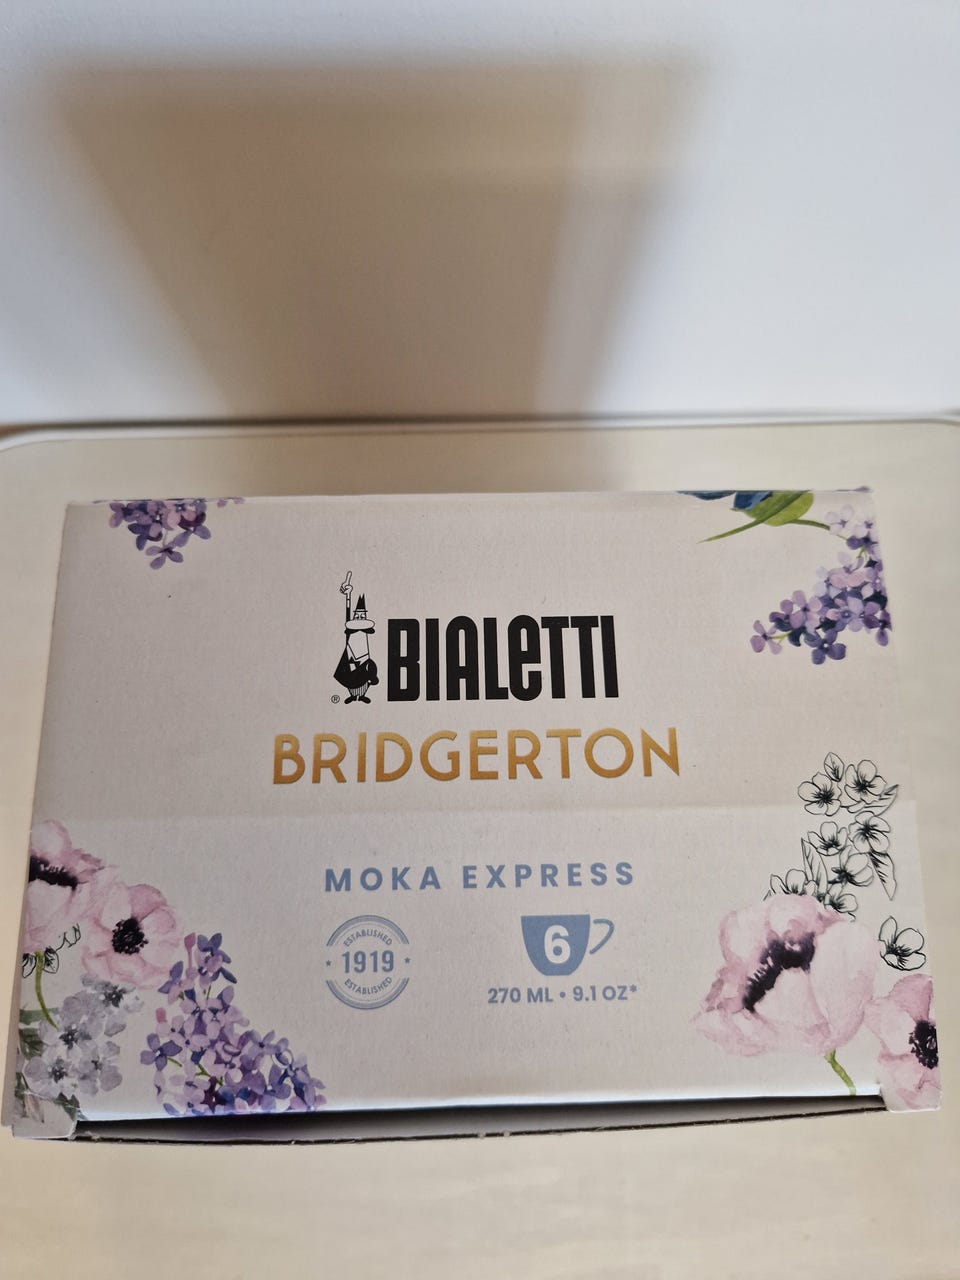 BIALETTI
®
BRIDGERTON
MOKA EXPRESS
ESTABLISHED
1919
ESTABLISHED
6
270 ML • 9.1 OZ*